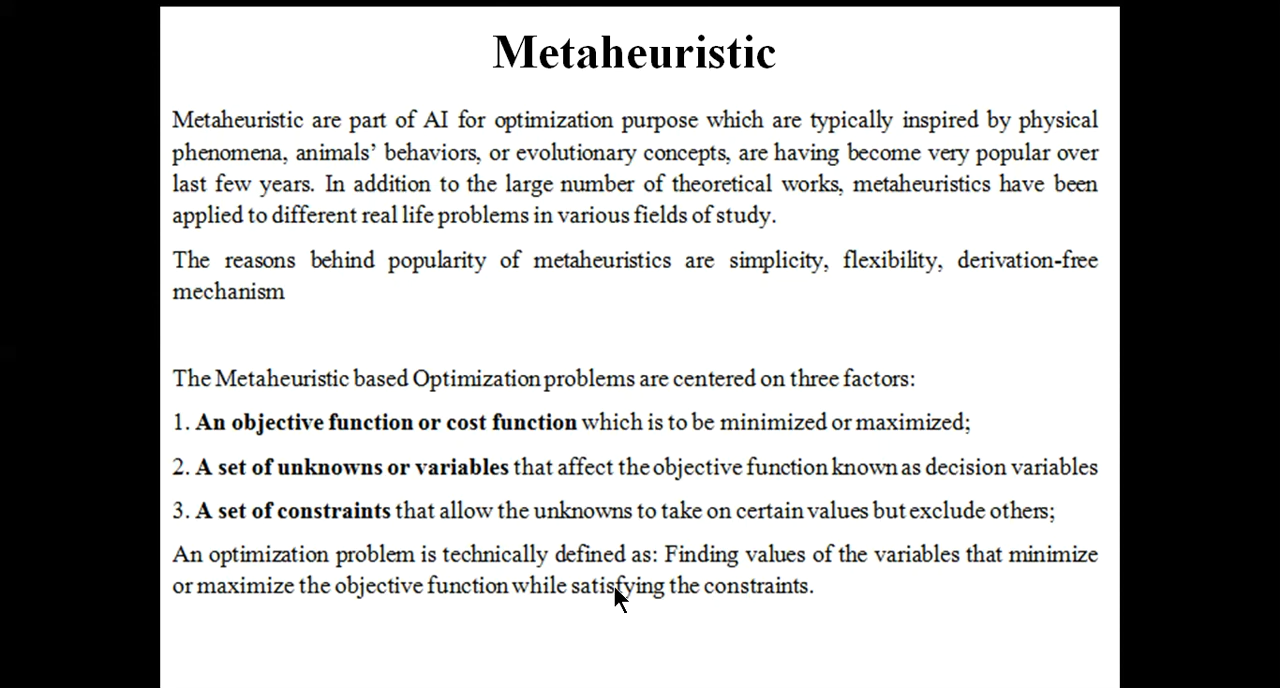 Metaheuristic
Metaheuristic are part of AI for optimization purpose which are typically inspired by physical
phenomena, animals’ behaviors, or evolutionary concepts, are having become very popular over
last few years. In addition to the large number of theoretical works, metaheuristics have been
applied to different real life problems in various fields of study.
The reasons behind popularity of metaheuristics are simplicity, flexibility, derivation-free
mechanism
The Metaheuristic based Optimization problems are centered on three factors:
1. An objective function or cost function which is to be minimized or maximized;
2. A set of unknowns or variables that affect the objective function known as decision variables
3. A set of constraints that allow the unknowns to take on certain values but exclude others;
An optimization problem is technically defined as: Finding values of the variables that minimize
or maximize the objective function while satisfying the constraints.